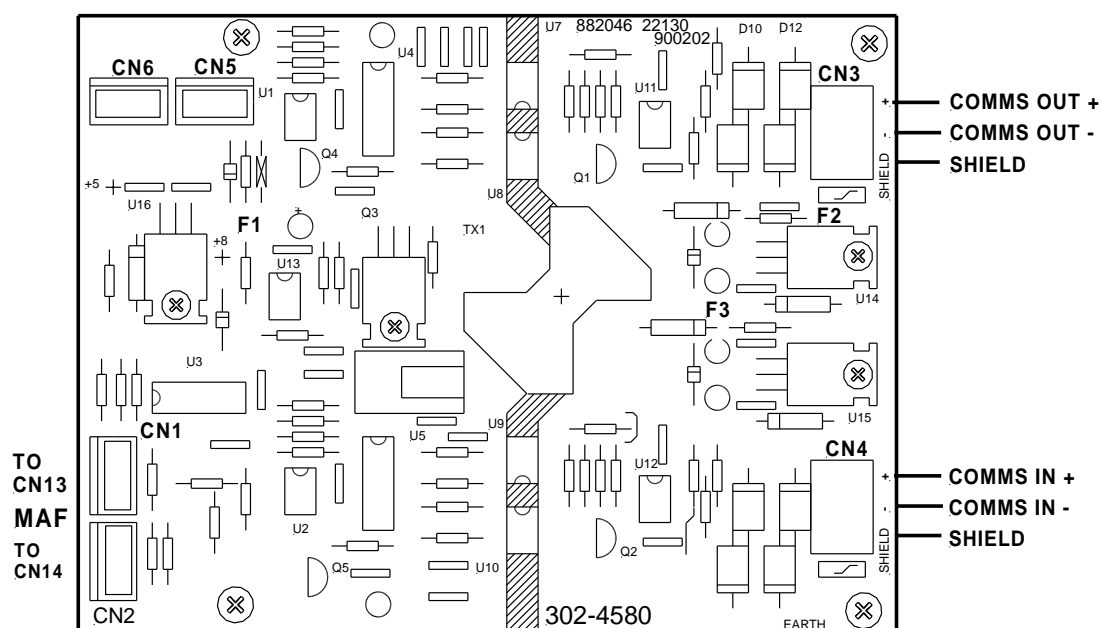 U7 882046 22130
900202
D10 D12
U4
CN6 CN5
U1
U11
CN3
+ COMMS OUT +
- COMMS OUT -
SHIELD SHIELD
Q4
Q1
+5
U16
U8
F1
+
Q3
TX1
F2
+8
U13
U14
F3
U3
U15
CN1
U5
U9
CN4
U12
TO
CN13
MAF
TO
CN14
+ COMMS IN +
- COMMS IN -
SHIELD SHIELD
U2
Q2
Q5
U10
CN2
302-4580
EARTH